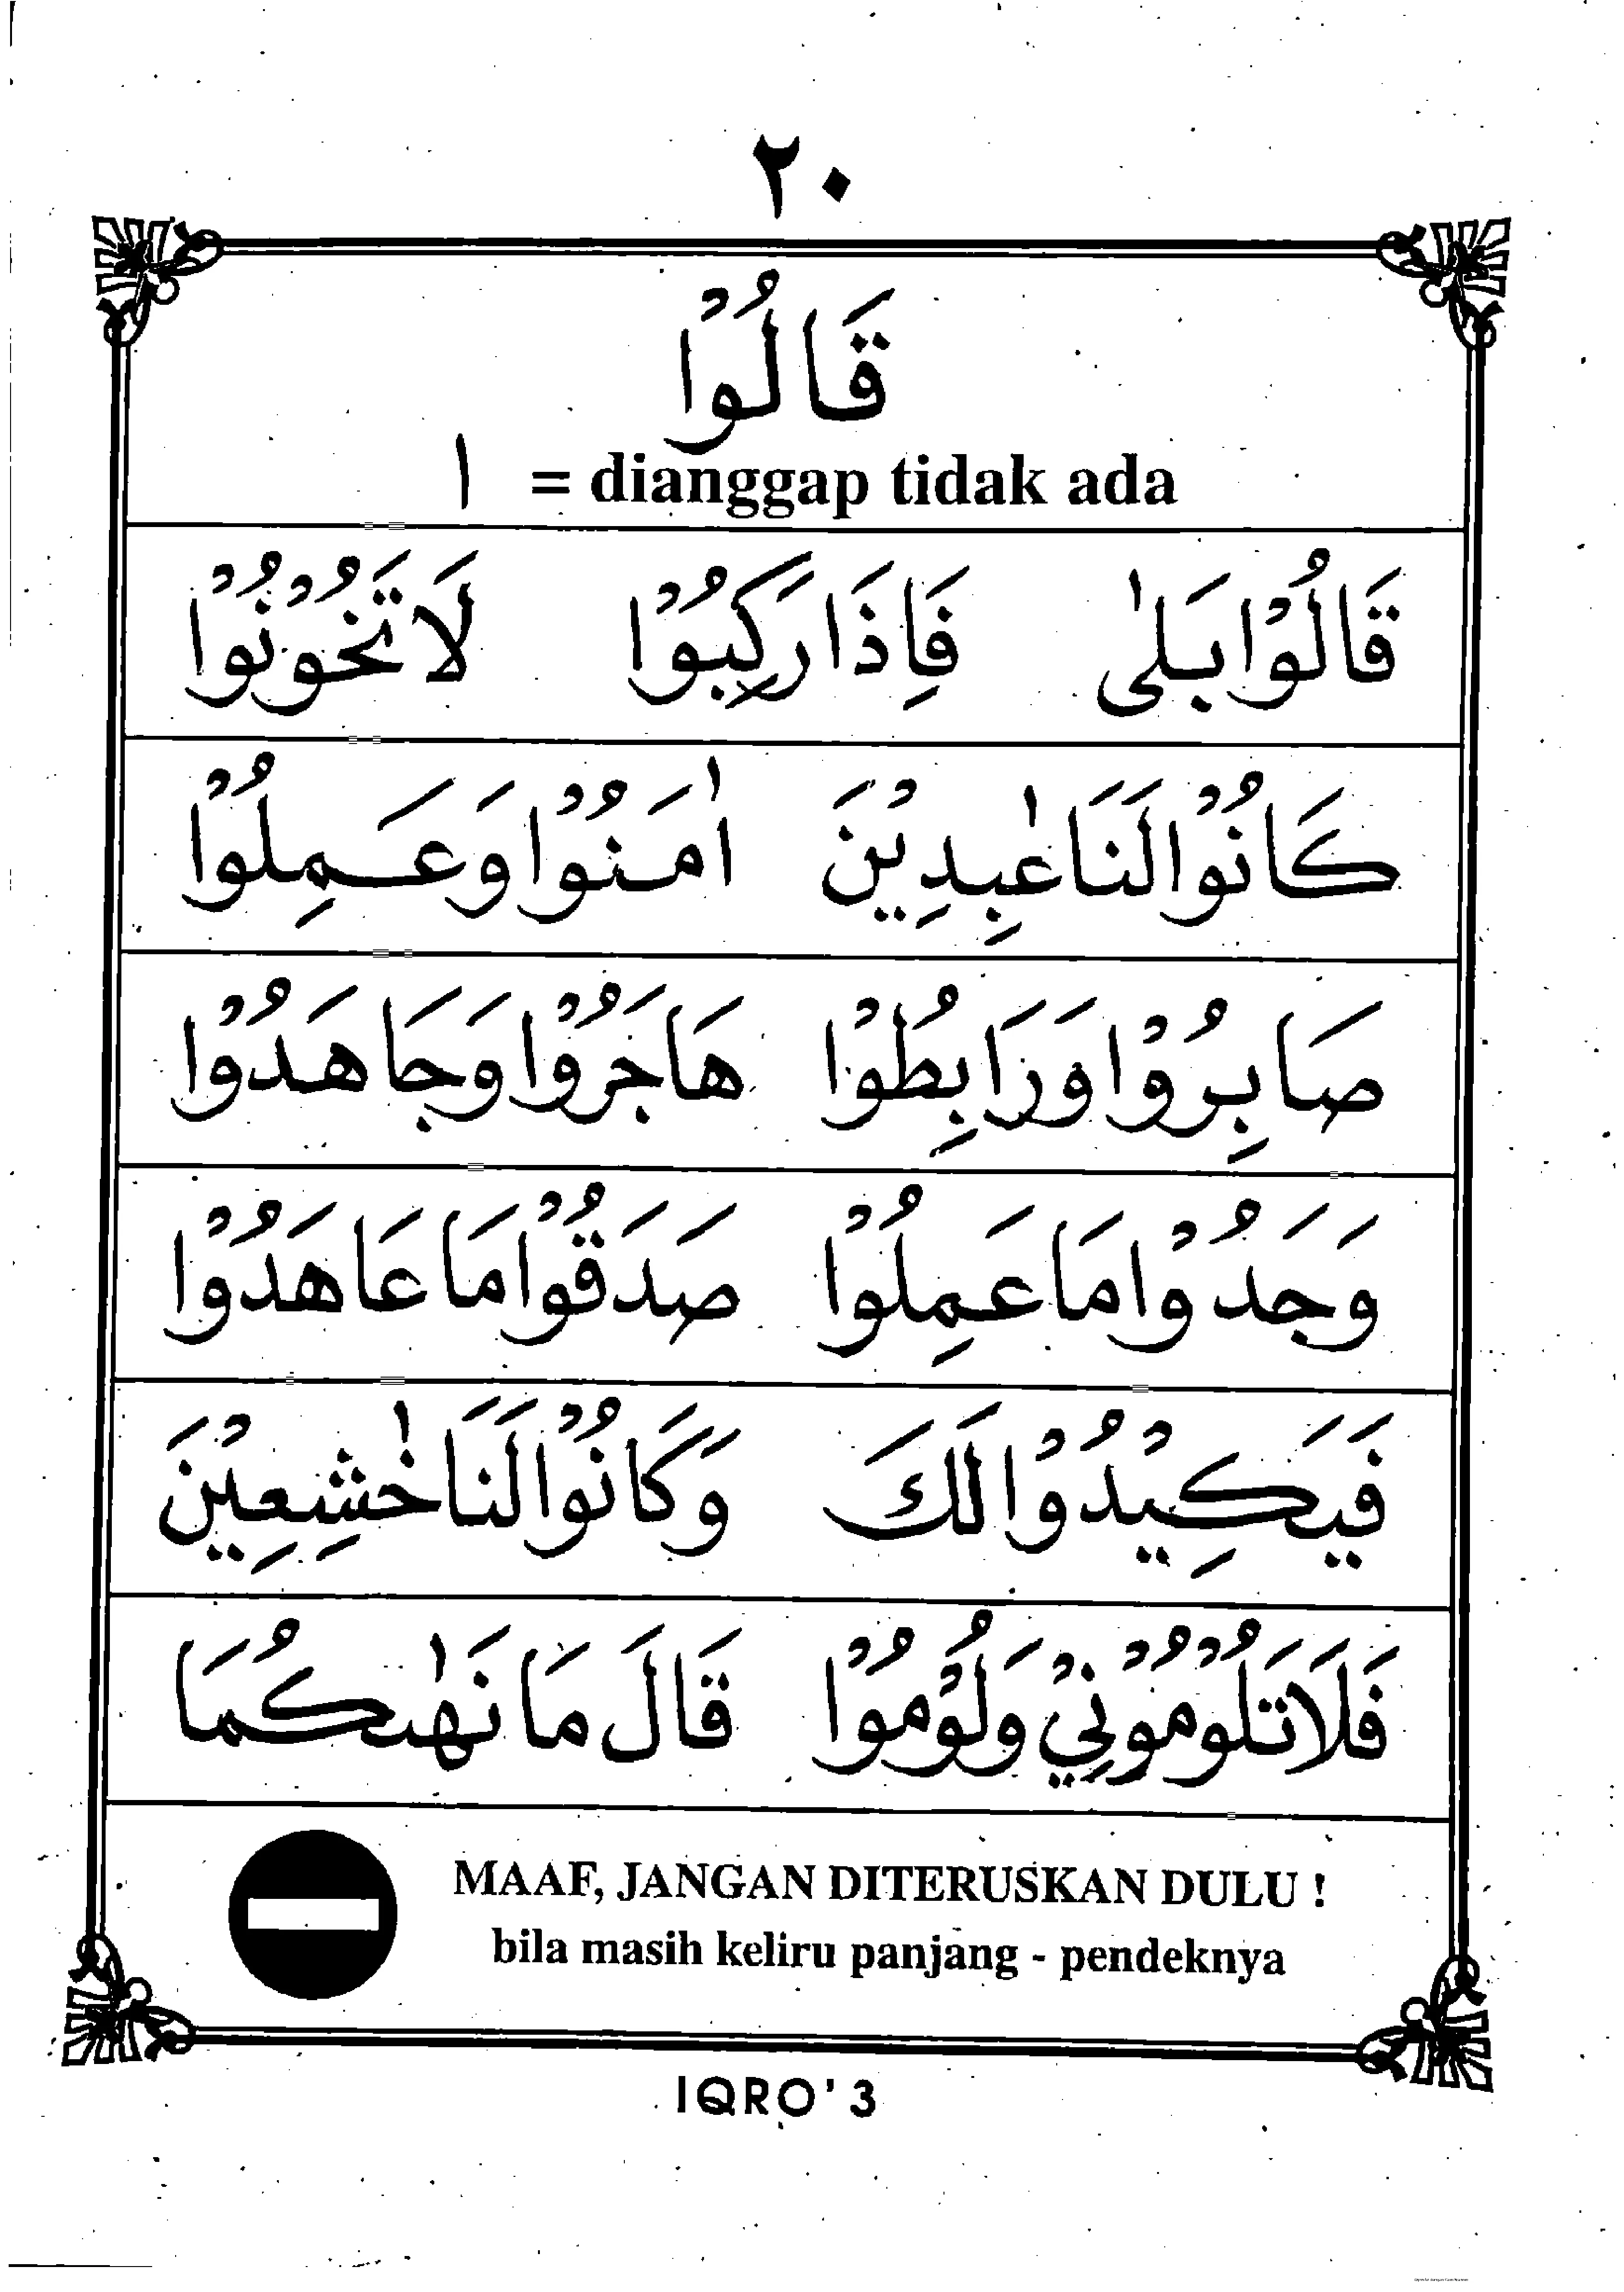 ٢٠
قَالُوْا
ا = dianggap tidak ada
قَالُوْا بَلٰى فَاِذَا رَكِبُوْا لَا تَخُوْنُوْا
كَانُوْا لَنَا عٰبِدِيْنَ اٰمَنُوْا وَعَمِلُوْا
صَابِرُوْا وَرَابِطُوْا هَاجَرُوْا وَجَاهَدُوْا
وَجَدُوْا مَا عَمِلُوْا صَدَقُوْا مَا عَاهَدُوْا
فَيَكِيْدُوْا لَكَ وَكَانُوْا لَنَا خٰشِعِيْنَ
فَلَا تَلُوْمُوْنِيْ وَلُوْمُوْا قَالَ مَا نَهٰىكُمَا
MAAF, JANGAN DITERUSKAN DULU !
bila masih keliru panjang - pendeknya
IQRO' 3